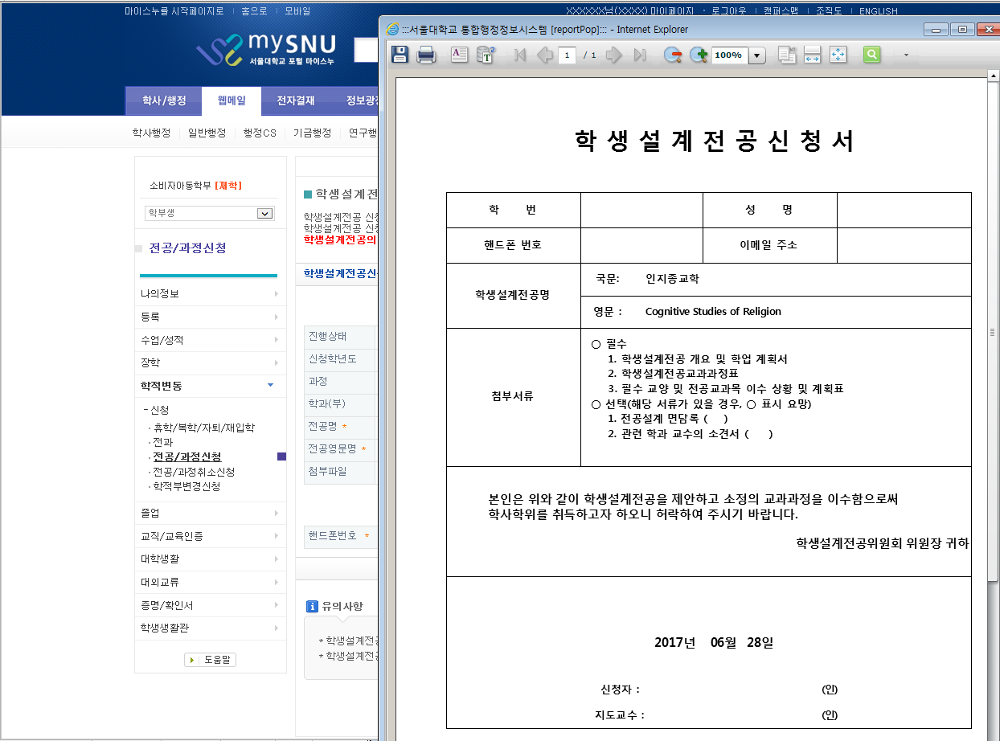 마이스누를 시작페이지로 | 홈으로 | 모바일
XXXXXX님(XXXX) 마이페이지 · 로그아웃 | 캠퍼스맵 | 조직도 | ENGLISH
mySNU
서울대학교 포털 마이스누
학사/행정 웹메일 전자결재 정보광장
학사행정 일반행정 행정CS 기금행정 연구행
소비자아동학부 [재학]
학부생
전공/과정신청
나의정보
등록
수업/성적
장학
학적변동
- 신청
· 휴학/복학/자퇴/재입학
· 전과
· 전공/과정신청
· 전공/과정취소신청
· 학적부변경신청
졸업
교직/교육인증
대학생활
대외교류
증명/확인서
학생생활관
도움말
학생설계전
학생설계전공 신청
학생설계전공 신청
학생설계전공의
학생설계전공신
진행상태
신청학년도
과정
학과(부)
전공명 *
전공영문명 *
첨부파일
핸드폰번호 *
유의사항
* 학생설계전공
* 학생설계전공
:::서울대학교 통합행정정보시스템 [reportPop]::: - Internet Explorer
1 / 1 100%
학 생 설 계 전 공 신 청 서
학 번 성 명
핸드폰 번호 이메일 주소
학생설계전공명
국문: 인지종교학
영문 : Cognitive Studies of Religion
첨부서류
○ 필수
1. 학생설계전공 개요 및 학업 계획서
2. 학생설계전공교과과정표
3. 필수 교양 및 전공교과목 이수 상황 및 계획표
○ 선택(해당 서류가 있을 경우, ○ 표시 요망)
1. 전공설계 면담록 ( )
2. 관련 학과 교수의 소견서 ( )
본인은 위와 같이 학생설계전공을 제안하고 소정의 교과과정을 이수함으로써
학사학위를 취득하고자 하오니 허락하여 주시기 바랍니다.
학생설계전공위원회 위원장 귀하
2017년 06월 28일
신청자 : (인)
지도교수 : (인)